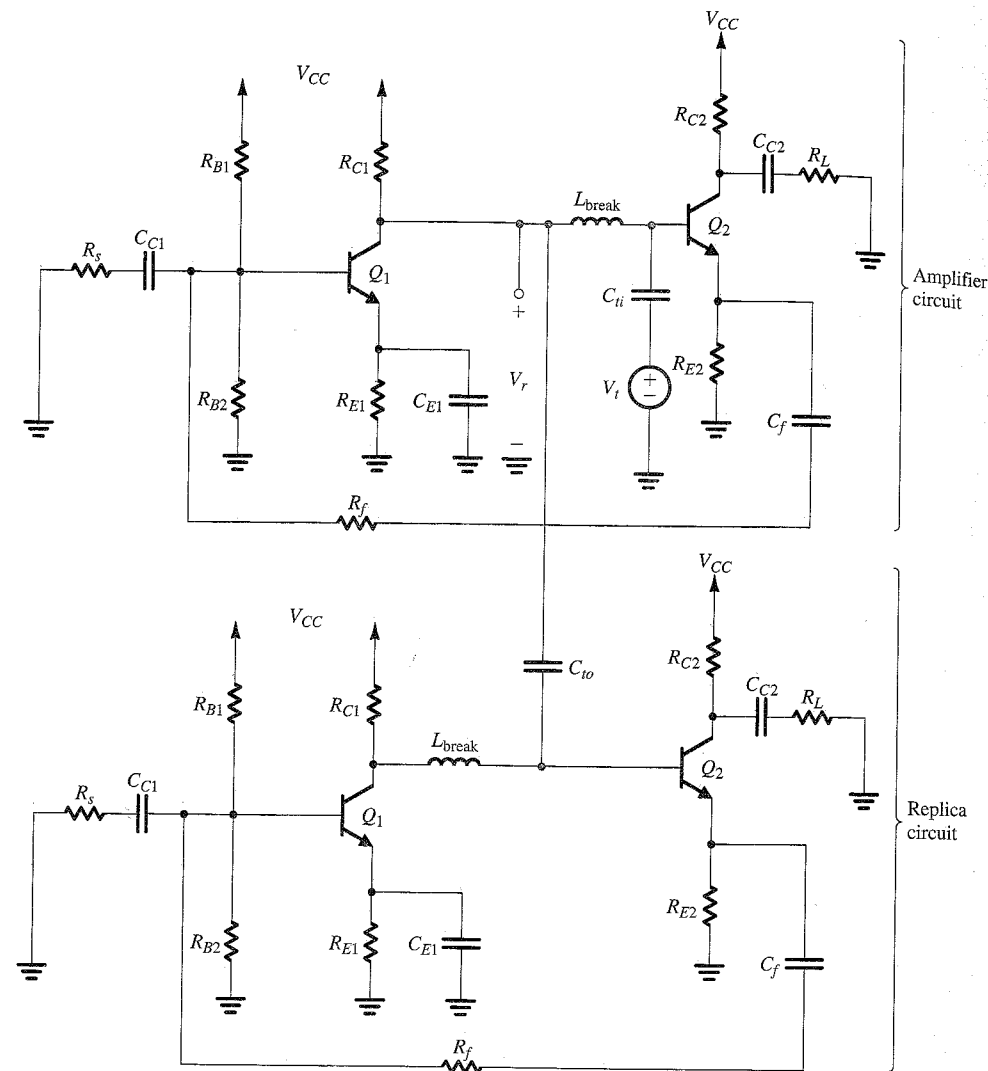 V_CC
V_CC
R_C2
R_B1
R_C1
C_C2
R_L
L_break
Q_2
C_C1
R_s
Q_1
C_ti
Amplifier
circuit
+
R_B2
R_E1
C_E1
V_r
V_t
+
−
R_E2
C_f
−
R_f
V_CC
V_CC
C_to
R_C2
R_B1
R_C1
C_C2
R_L
L_break
Q_2
C_C1
R_s
Q_1
Replica
circuit
R_B2
R_E1
C_E1
R_E2
C_f
R_f